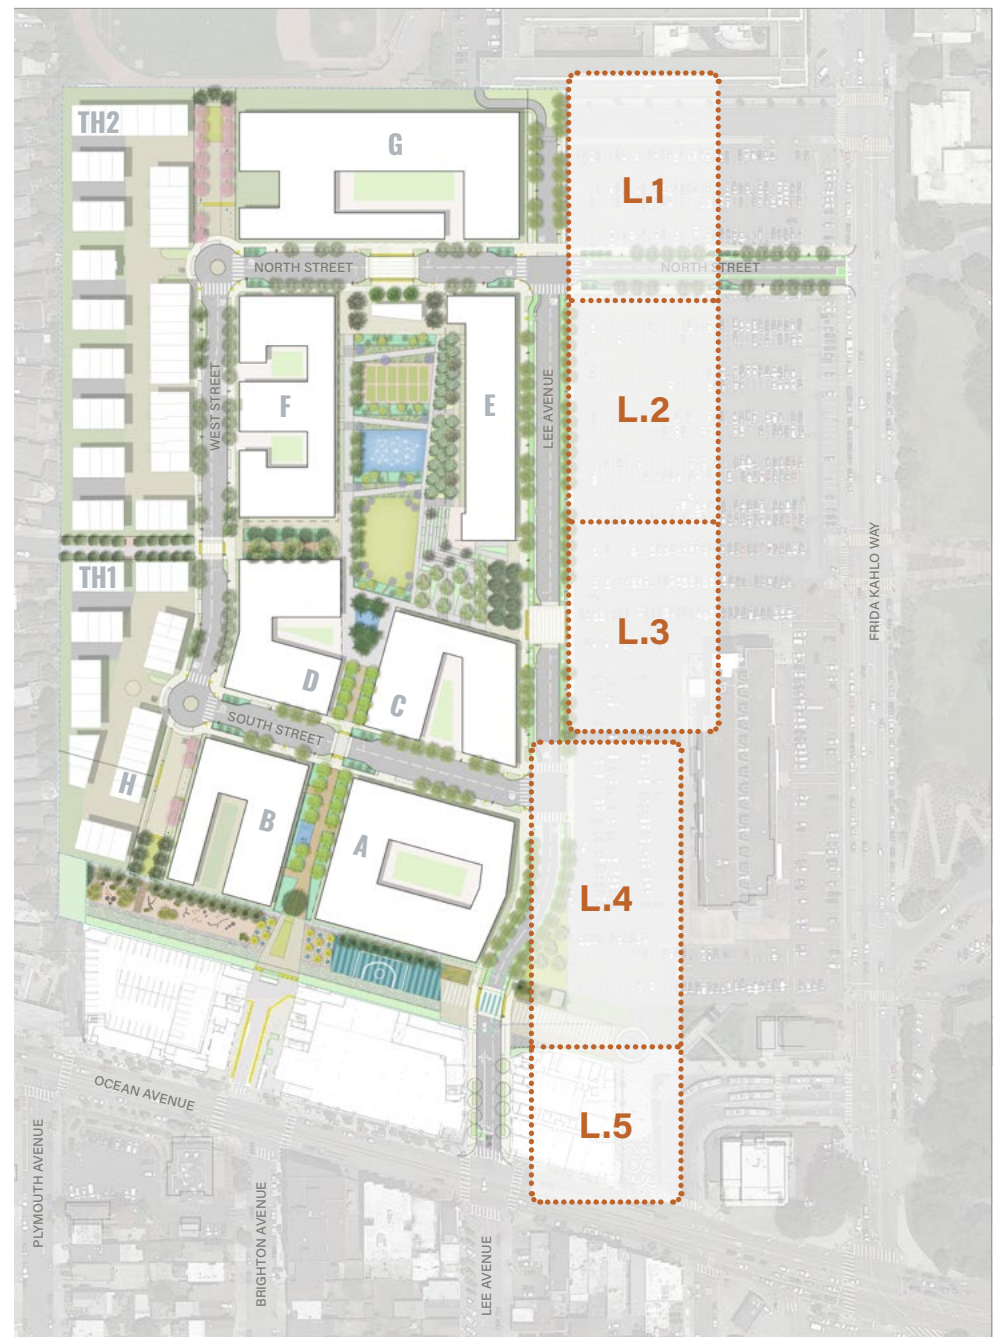 TH2
G
L.1
NORTH STREET
NORTH STREET
WEST STREET
F
E
LEE AVENUE
L.2
TH1
FRIDA KAHLO WAY
L.3
D
C
SOUTH STREET
H
B
A
L.4
OCEAN AVENUE
L.5
PLYMOUTH AVENUE
BRIGHTON AVENUE
LEE AVENUE